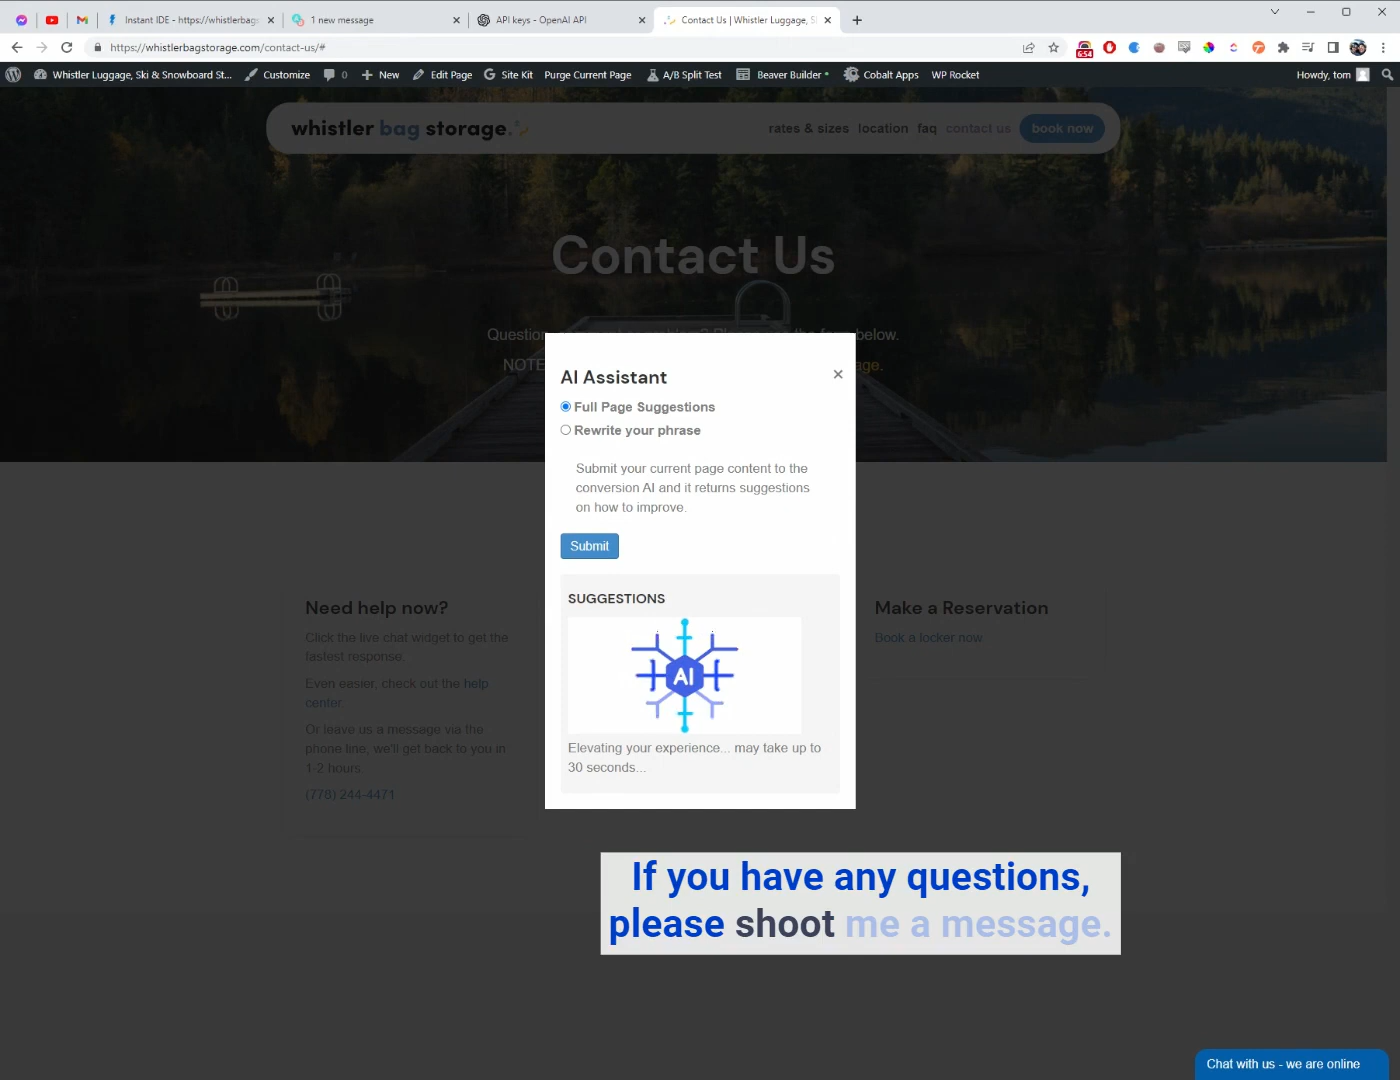 Instant IDE - https://whistlerbags
1 new message
API keys - OpenAI API
Contact Us | Whistler Luggage, S
https://whistlerbagstorage.com/contact-us/#
6:54
Whistler Luggage, Ski & Snowboard St...
Customize
0
New
Edit Page
Site Kit
Purge Current Page
A/B Split Test
Beaver Builder
Cobalt Apps
WP Rocket
Howdy, tom
whistler bag storage.
rates & sizes
location
faq
contact us
book now
Contact Us
Question
below.
NOTE
age.
AI Assistant
Full Page Suggestions
Rewrite your phrase
Submit your current page content to the
conversion AI and it returns suggestions
on how to improve.
Submit
SUGGESTIONS
AI
Elevating your experience... may take up to
30 seconds...
Need help now?
Click the live chat widget to get the
fastest response.
Even easier, check out the help
center.
Or leave us a message via the
phone line, we'll get back to you in
1-2 hours
(778) 244-4471
Make a Reservation
Book a locker now
If you have any questions,
please shoot me a message.
Chat with us - we are online